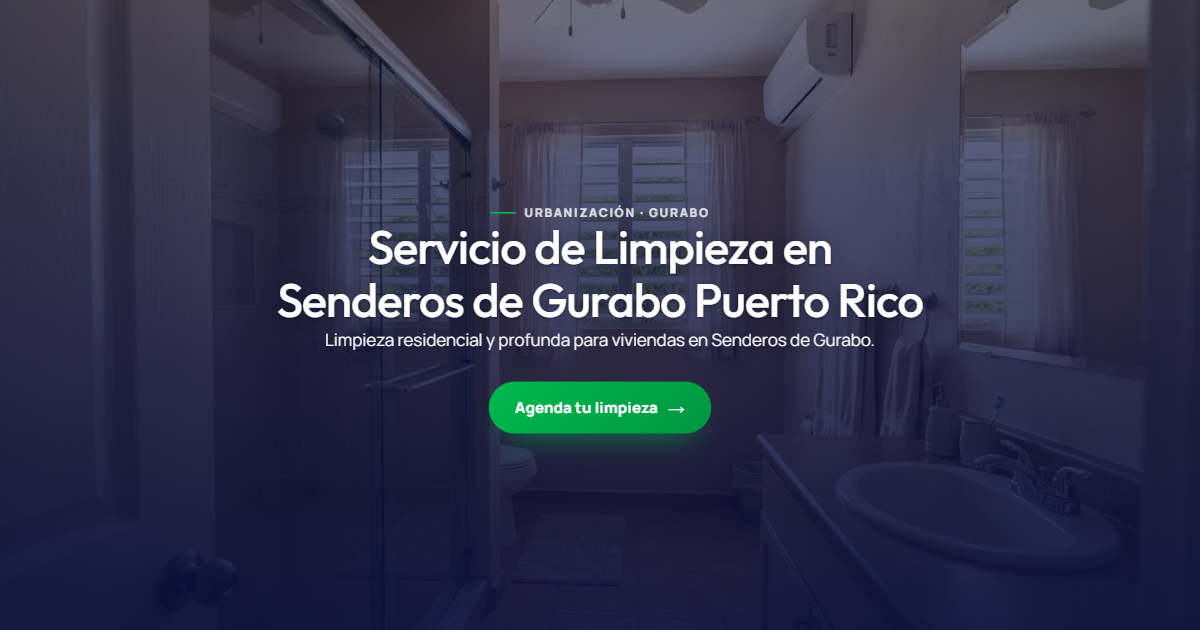 URBANIZACIÓN · GURABO
Servicio de Limpieza en
Senderos de Gurabo Puerto Rico
Limpieza residencial y profunda para viviendas en Senderos de Gurabo.
Agenda tu limpieza →